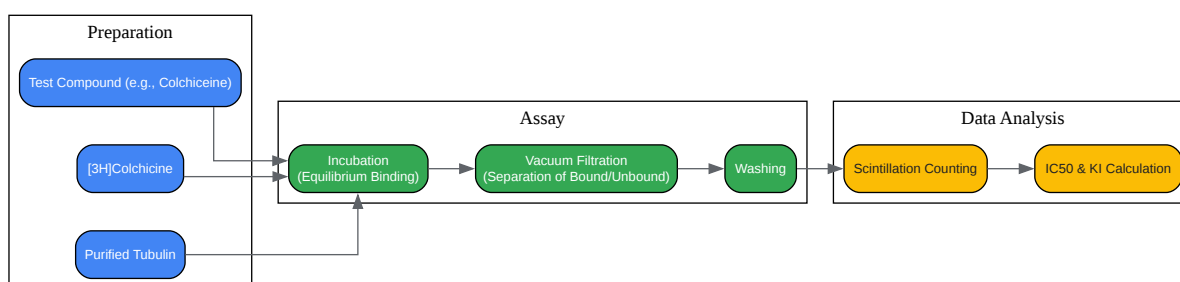 Preparation
Test Compound (e.g., Colchiceine)
[3H]Colchicine
Purified Tubulin
Assay
Incubation
(Equilibrium Binding)
Vacuum Filtration
(Separation of Bound/Unbound)
Washing
Data Analysis
Scintillation Counting
IC50 & KI Calculation